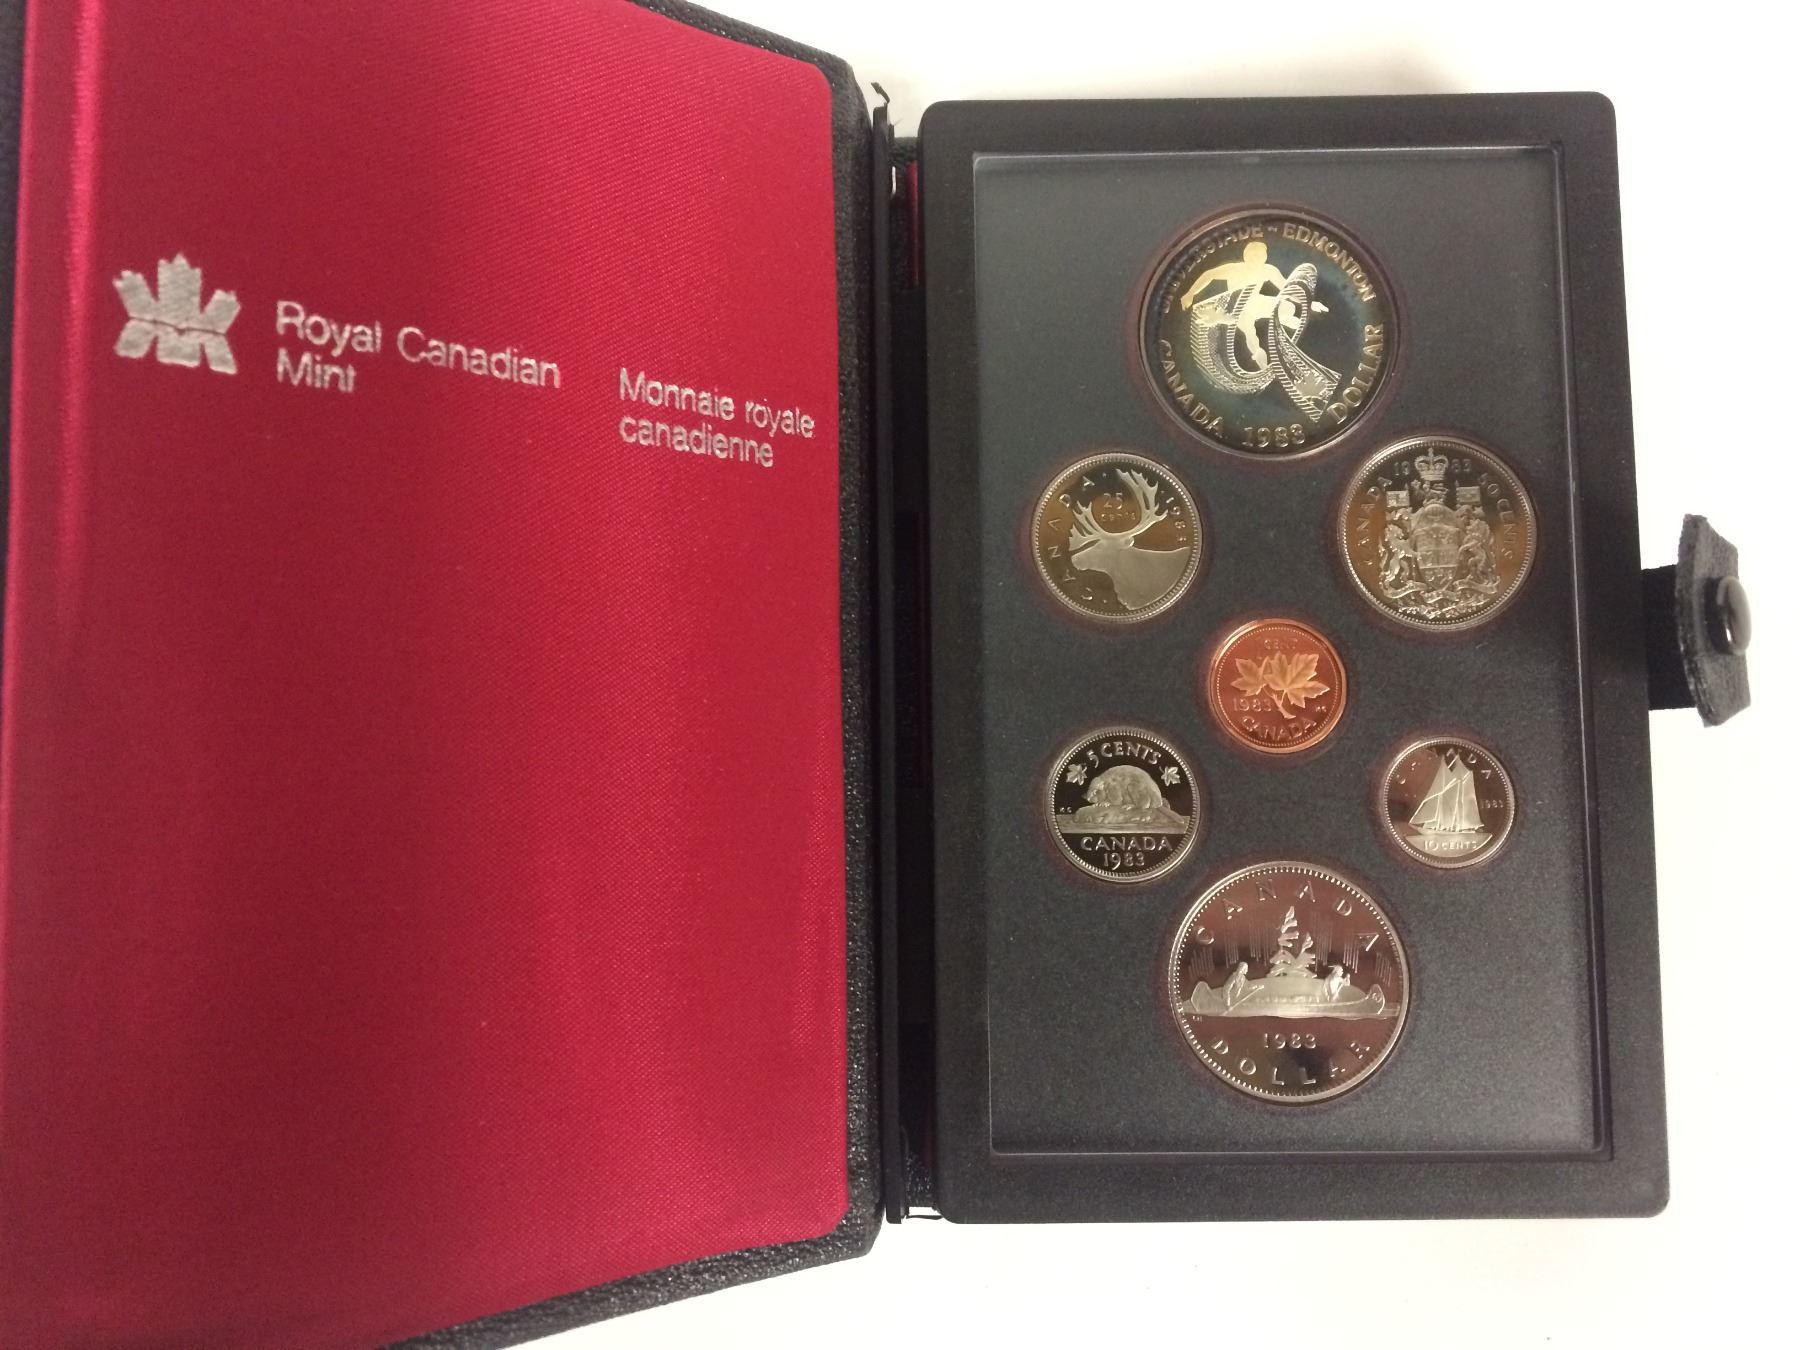 Royal Canadian
Mint
Monnaie royale
canadienne
UNIVERSIADE - EDMONTON
CANADA 1983 DOLLAR
CANADA · 1983
25
CENTS
CANADA 1983 50 CENTS
CENT
1983
CANADA
5 CENTS
CANADA
1983
CANADA
1983
10 CENTS
CANADA
1983
DOLLAR